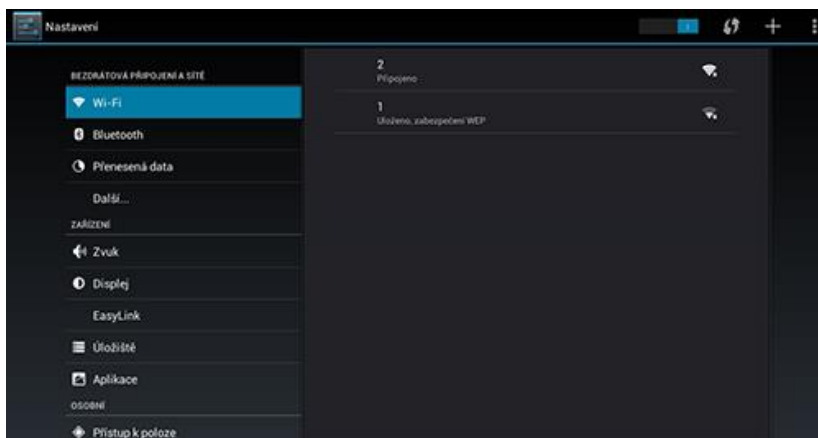 Nastavení
BEZDRÁTOVÁ PŘIPOJENÍ A SÍTĚ
Wi-Fi
Bluetooth
Přenesená data
Další...
ZAŘÍZENÍ
Zvuk
Displej
EasyLink
Úložiště
Aplikace
OSOBNÍ
Přístup k poloze
2
Připojeno
1
Uloženo, zabezpečení WEP